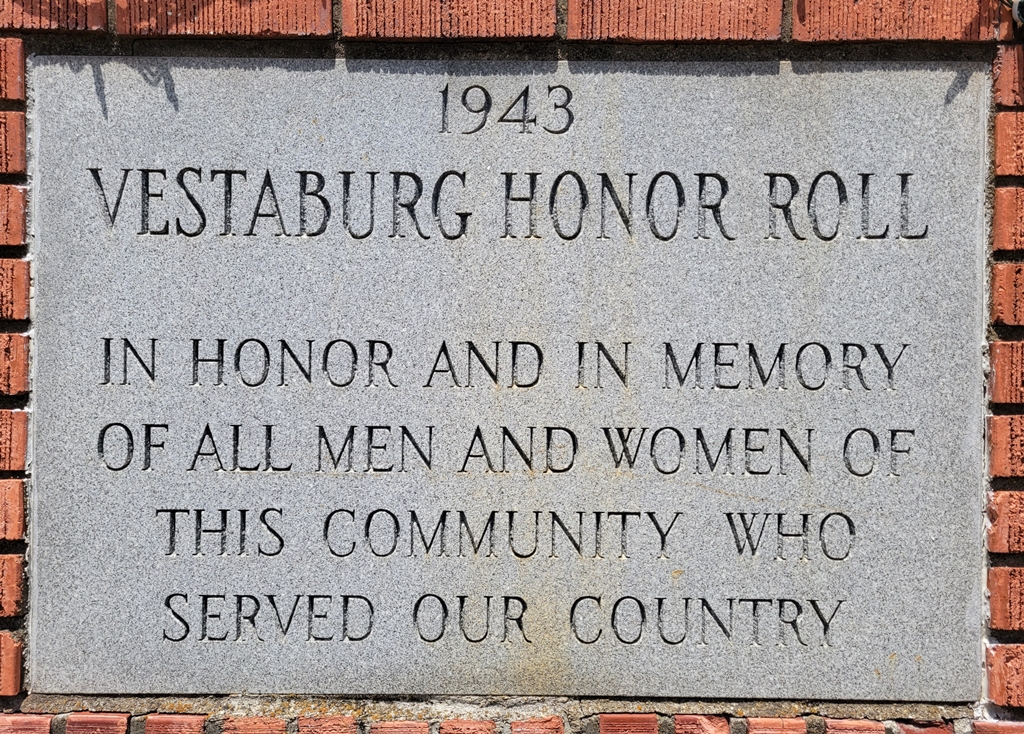 1943
VESTABURG HONOR ROLL
IN HONOR AND IN MEMORY
OF ALL MEN AND WOMEN OF
THIS COMMUNITY WHO
SERVED OUR COUNTRY